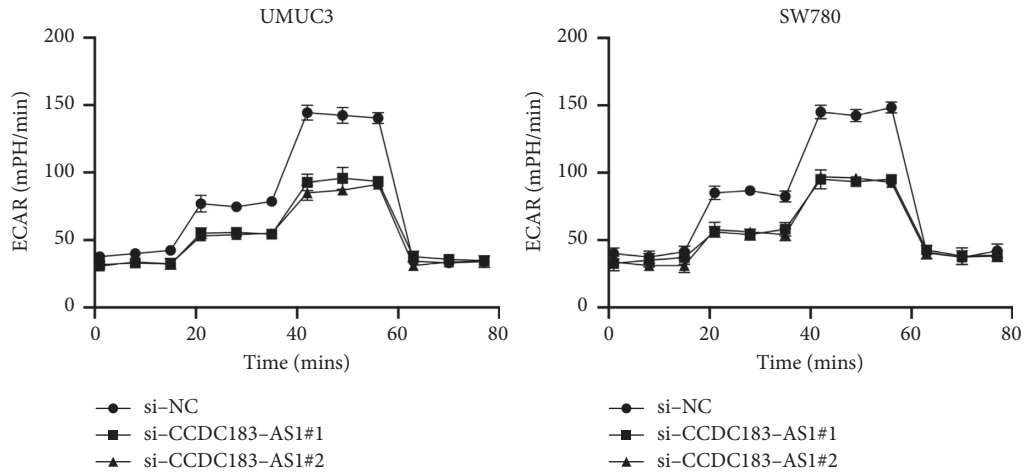 UMUC3
200
150
100
50
0
ECAR (mPH/min)
0 20 40 60 80
Time (mins)
si–NC
si–CCDC183–AS1#1
si–CCDC183–AS1#2
SW780
200
150
100
50
0
ECAR (mPH/min)
0 20 40 60 80
Time (mins)
si–NC
si–CCDC183–AS1#1
si–CCDC183–AS1#2